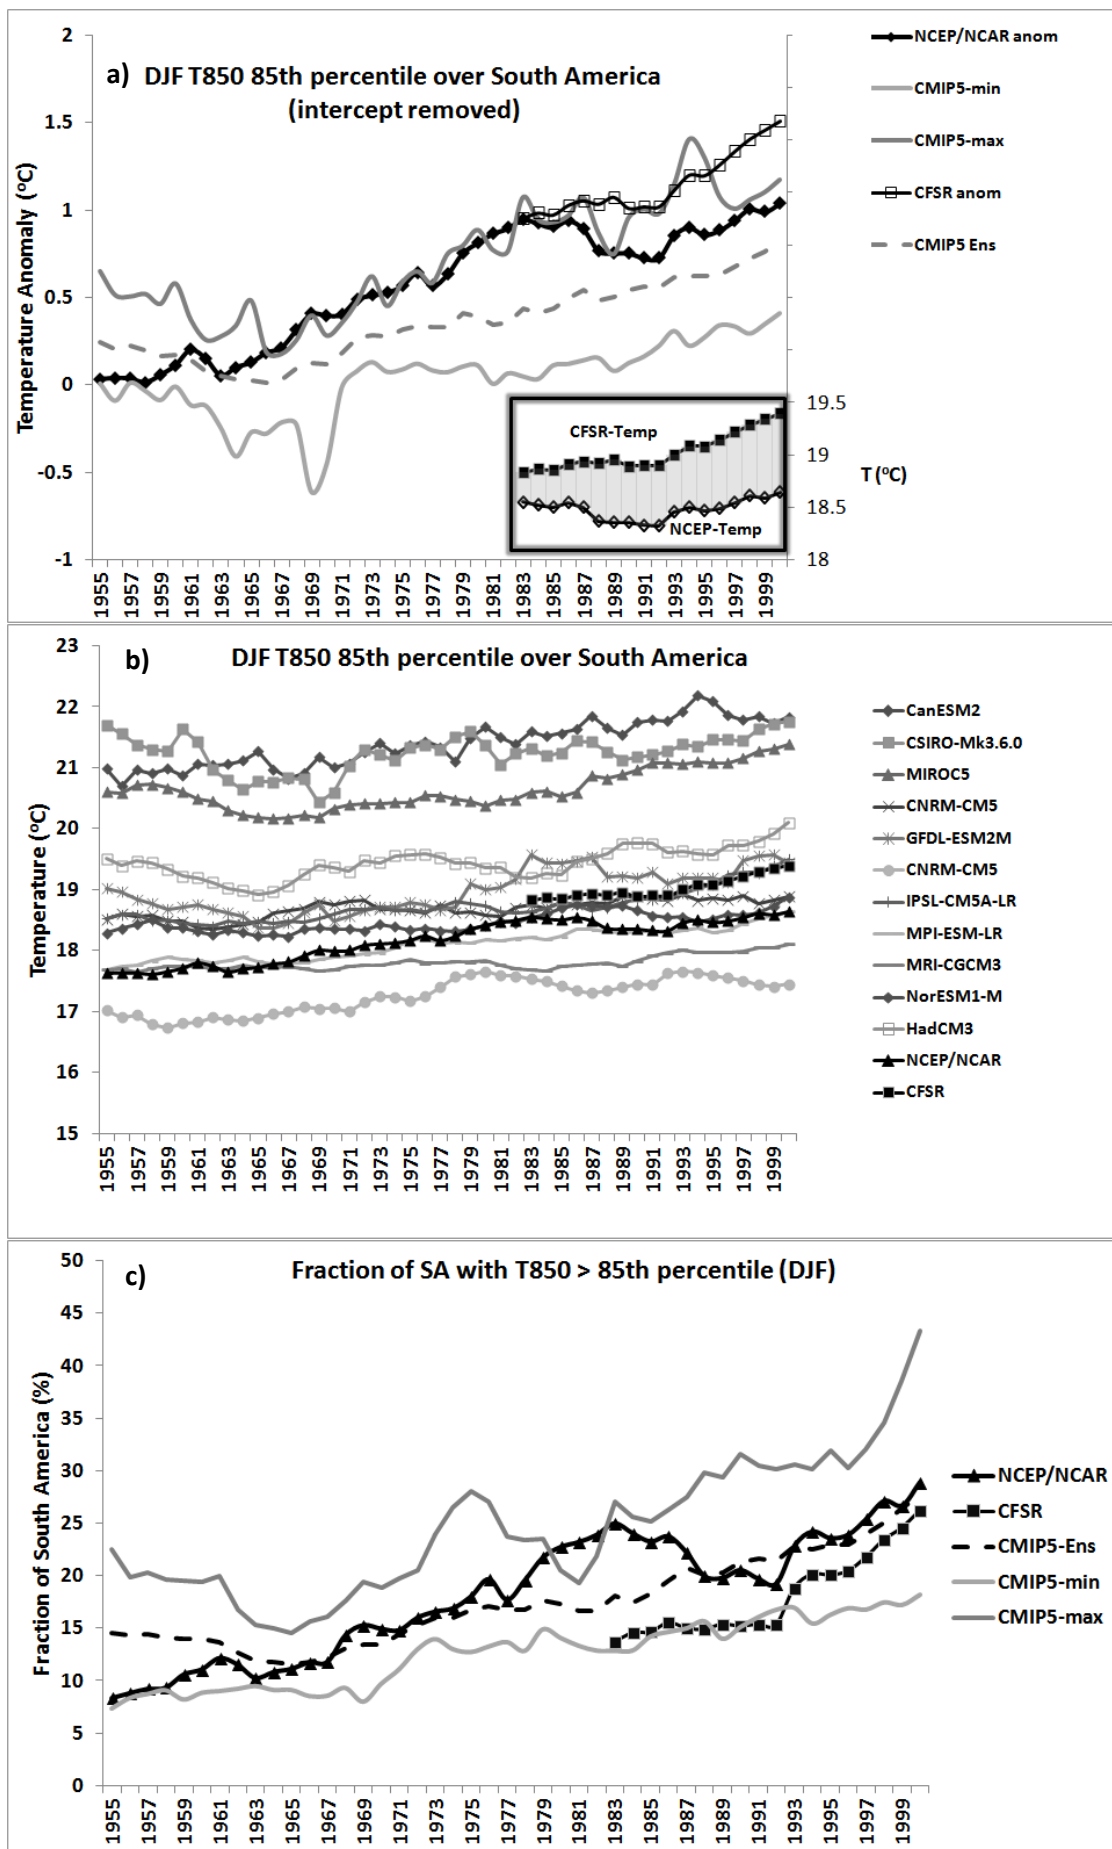 a) DJF T850 85th percentile over South America
(intercept removed)
Temperature Anomaly (ºC)
2
1.5
1
0.5
0
-0.5
-1
1955 1957 1959 1961 1963 1965 1967 1969 1971 1973 1975 1977 1979 1981 1983 1985 1987 1989 1991 1993 1995 1997 1999
CFSR-Temp
NCEP-Temp
19.5
19
18.5
18
T (ºC)
NCEP/NCAR anom
CMIP5-min
CMIP5-max
CFSR anom
CMIP5 Ens
b) DJF T850 85th percentile over South America
Temperature (ºC)
23
22
21
20
19
18
17
16
15
1955 1957 1959 1961 1963 1965 1967 1969 1971 1973 1975 1977 1979 1981 1983 1985 1987 1989 1991 1993 1995 1997 1999
CanESM2
CSIRO-Mk3.6.0
MIROC5
CNRM-CM5
GFDL-ESM2M
CNRM-CM5
IPSL-CM5A-LR
MPI-ESM-LR
MRI-CGCM3
NorESM1-M
HadCM3
NCEP/NCAR
CFSR
c) Fraction of SA with T850 > 85th percentile (DJF)
Fraction of South America (%)
50
45
40
35
30
25
20
15
10
5
0
1955 1957 1959 1961 1963 1965 1967 1969 1971 1973 1975 1977 1979 1981 1983 1985 1987 1989 1991 1993 1995 1997 1999
NCEP/NCAR
CFSR
CMIP5-Ens
CMIP5-min
CMIP5-max